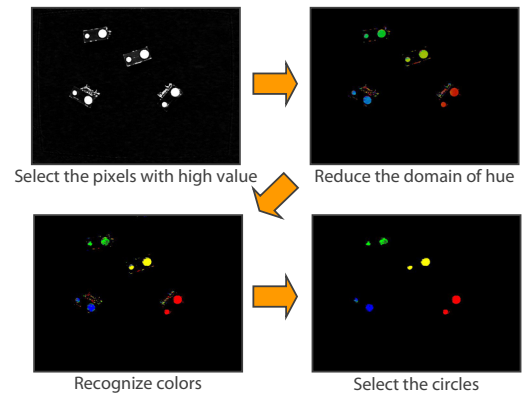 Select the pixels with high value
Reduce the domain of hue
Recognize colors
Select the circles